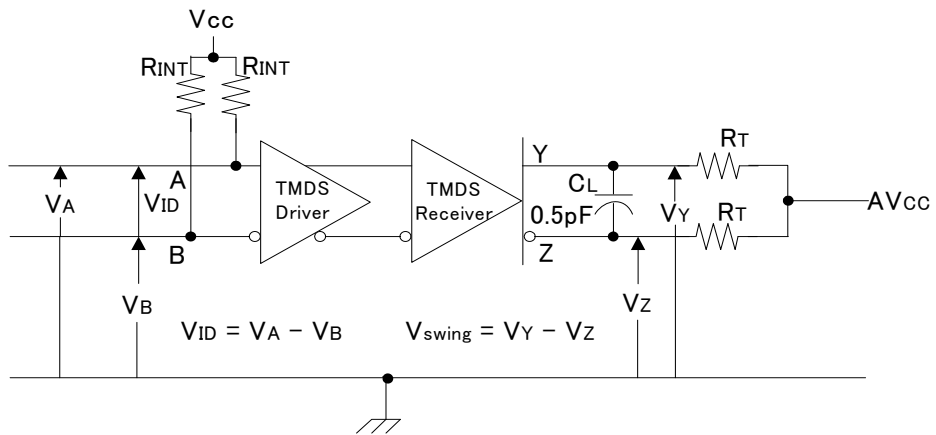 Vcc
RINT RINT
RT
Y
A
TMDS Driver
TMDS Receiver
CL
0.5pF
VA
VID
VY
RT
AVCC
B
Z
VB
VZ
VID = VA - VB
Vswing = VY - VZ